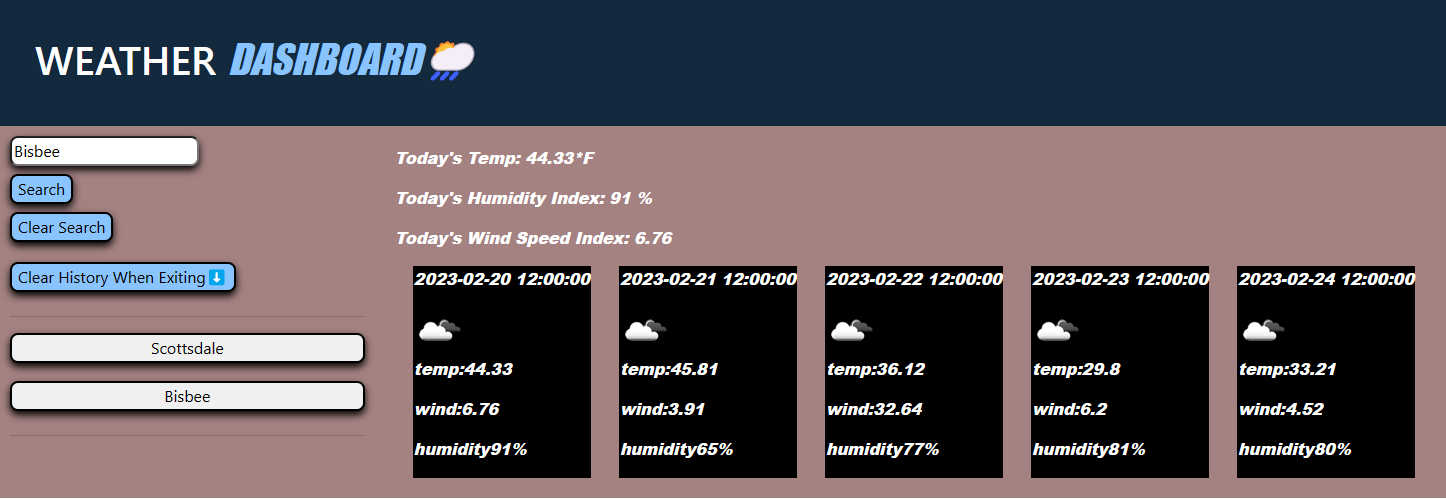 WEATHER DASHBOARD
Bisbee
Search
Clear Search
Clear History When Exiting
Scottsdale
Bisbee
Today's Temp: 44.33*F
Today's Humidity Index: 91 %
Today's Wind Speed Index: 6.76
2023-02-20 12:00:00
temp:44.33
wind:6.76
humidity91%
2023-02-21 12:00:00
temp:45.81
wind:3.91
humidity65%
2023-02-22 12:00:00
temp:36.12
wind:32.64
humidity77%
2023-02-23 12:00:00
temp:29.8
wind:6.2
humidity81%
2023-02-24 12:00:00
temp:33.21
wind:4.52
humidity80%